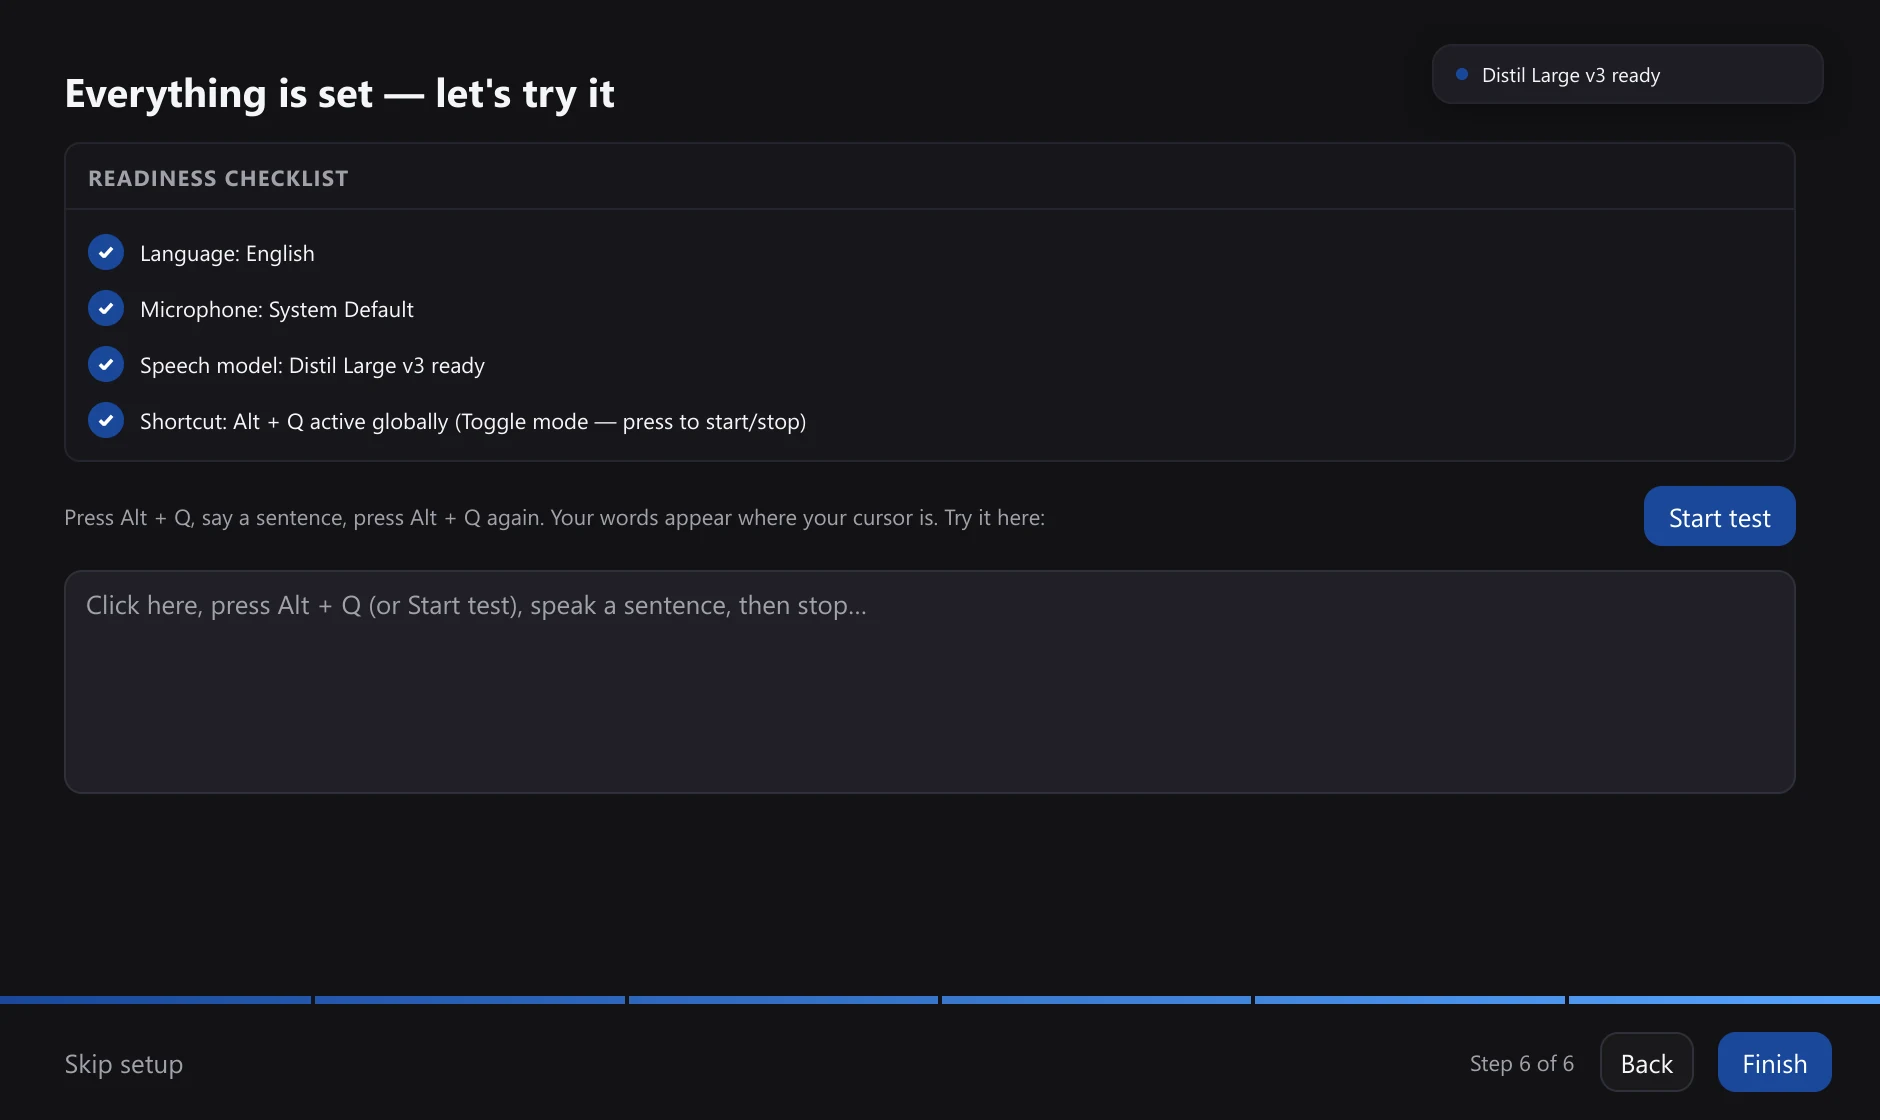 Everything is set — let's try it
Distil Large v3 ready
READINESS CHECKLIST
Language: English
Microphone: System Default
Speech model: Distil Large v3 ready
Shortcut: Alt + Q active globally (Toggle mode — press to start/stop)
Press Alt + Q, say a sentence, press Alt + Q again. Your words appear where your cursor is. Try it here:
Start test
Click here, press Alt + Q (or Start test), speak a sentence, then stop...
Skip setup
Step 6 of 6
Back
Finish